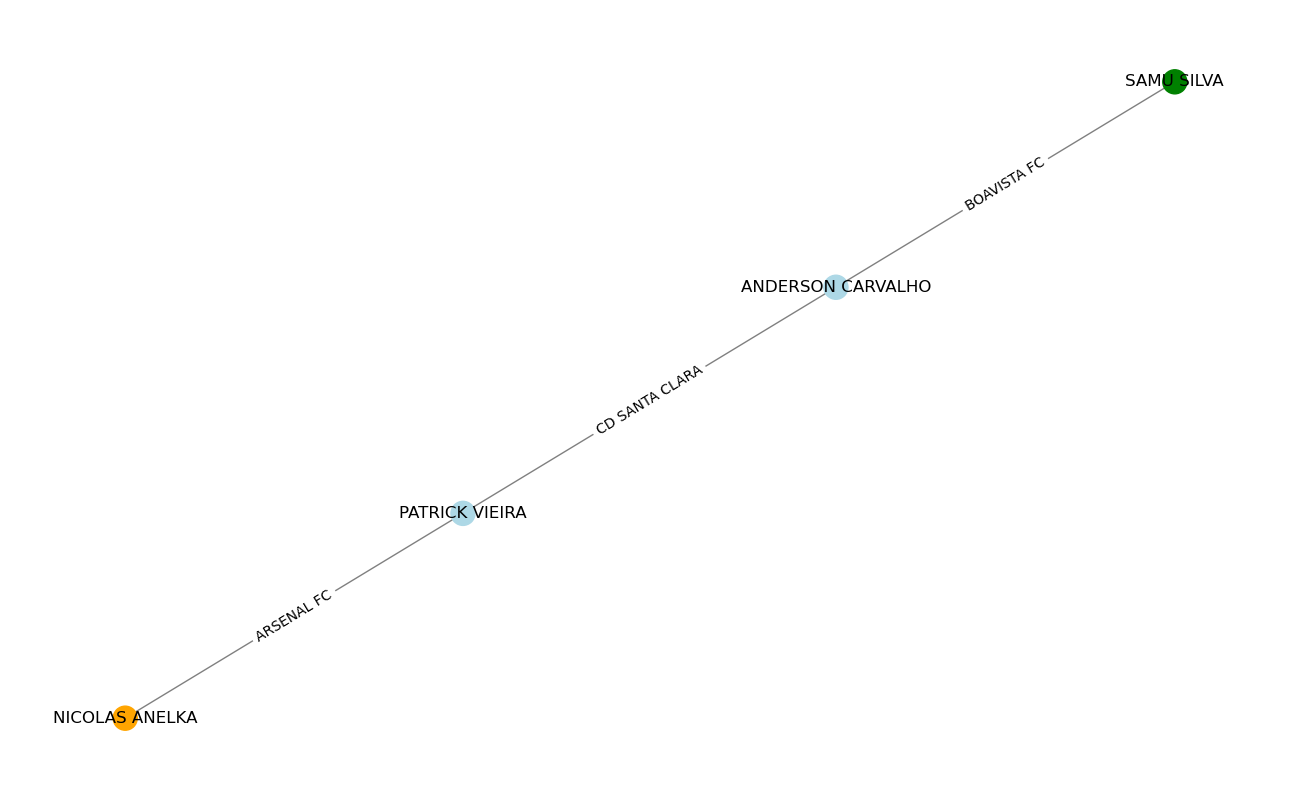 SAMU SILVA
BOAVISTA FC
ANDERSON CARVALHO
CD SANTA CLARA
PATRICK VIEIRA
ARSENAL FC
NICOLAS ANELKA